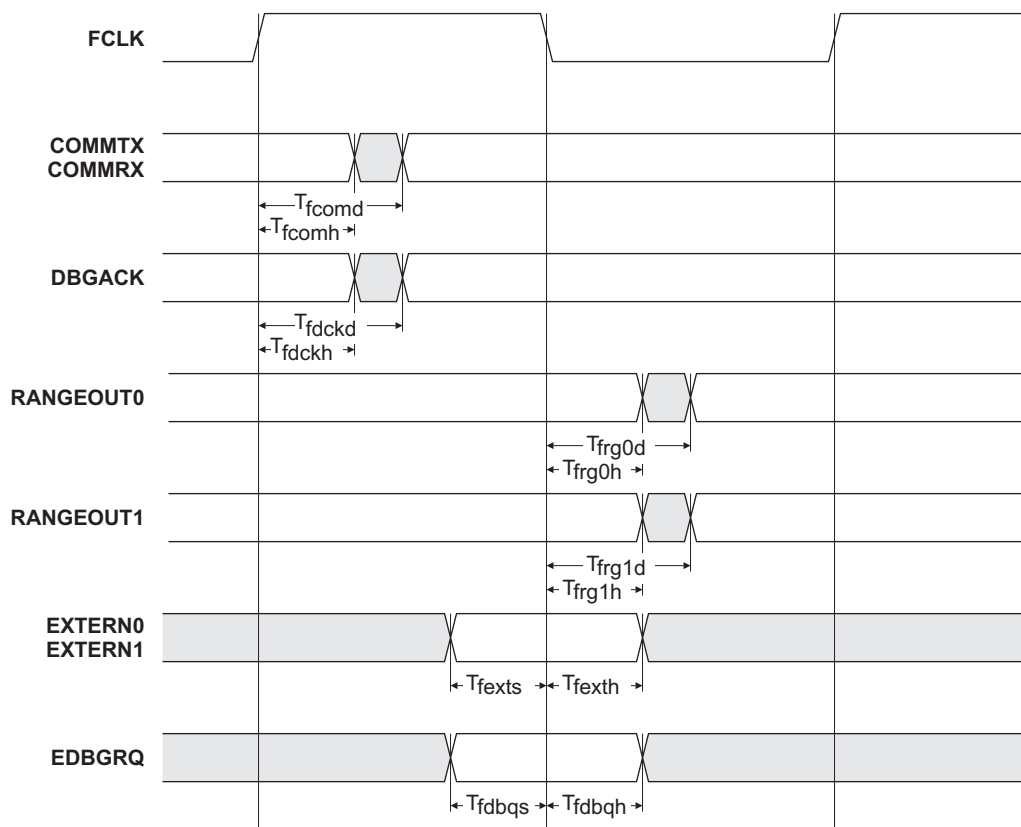 FCLK
COMMTX
COMMRX
Tfcomd
Tfcomh
DBGACK
Tfdckd
Tfdckh
RANGEOUT0
Tfrg0d
Tfrg0h
RANGEOUT1
Tfrg1d
Tfrg1h
EXTERN0
EXTERN1
Tfexts Tfexth
EDBGRQ
Tfdbqs Tfdbqh